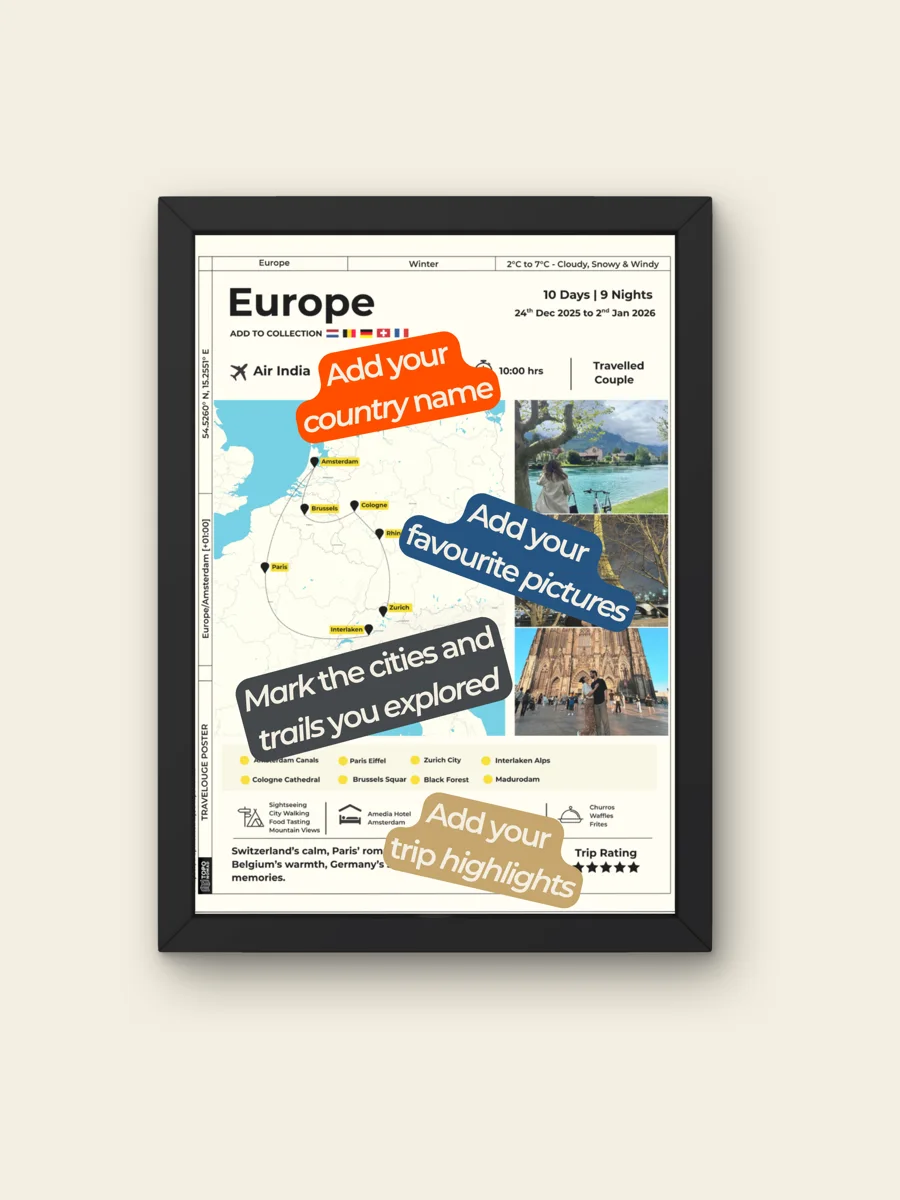 Europe
Winter
2°C to 7°C - Cloudy, Snowy & Windy
Europe
10 Days | 9 Nights
24th Dec 2025 to 2nd Jan 2026
ADD TO COLLECTION
Air India
10:00 hrs
Travelled
Couple
Add your
country name
54.5260° N, 15.2551° E
Europe/Amsterdam [+01:00]
TRAVELOUGE POSTER
Amsterdam
Brussels
Cologne
Rhin
Paris
Zurich
Interlaken
Add your
favourite pictures
Mark the cities and
trails you explored
Amsterdam Canals
Paris Eiffel
Zurich City
Interlaken Alps
Cologne Cathedral
Brussels Squar
Black Forest
Madurodam
Sightseeing
City Walking
Food Tasting
Mountain Views
Amedia Hotel
Amsterdam
Churros
Waffles
Frites
Add your
trip highlights
Switzerland's calm, Paris' rom
Belgium's warmth, Germany's
memories.
Trip Rating